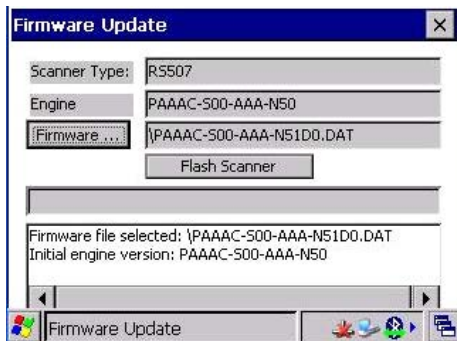 Firmware Update
Scanner Type: RS507
Engine PAAAC-S00-AAA-N50
Firmware ... \PAAAC-S00-AAA-N51D0.DAT
Flash Scanner
Firmware file selected: \PAAAC-S00-AAA-N51D0.DAT
Initial engine version: PAAAC-S00-AAA-N50
Firmware Update